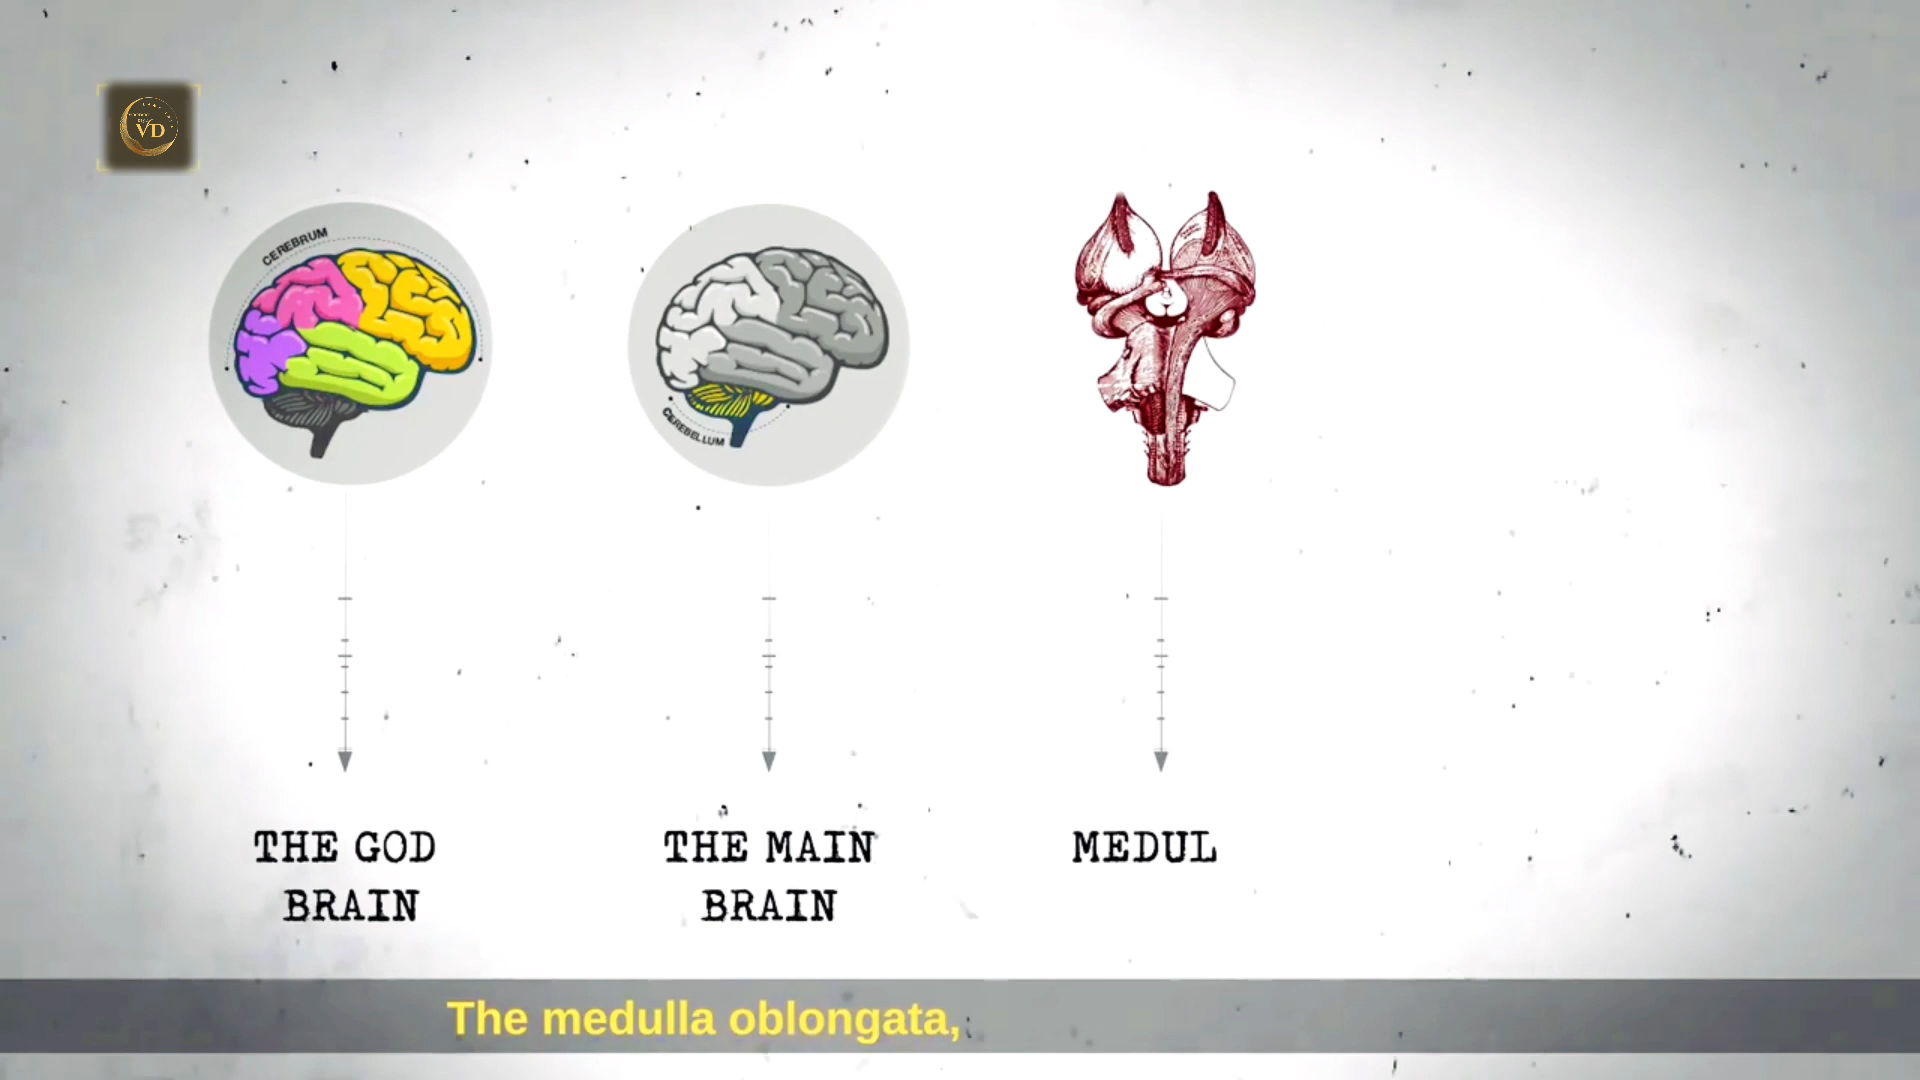 VD
CEREBRUM
CEREBELLUM
THE GOD
BRAIN
THE MAIN
BRAIN
MEDUL
The medulla oblongata,